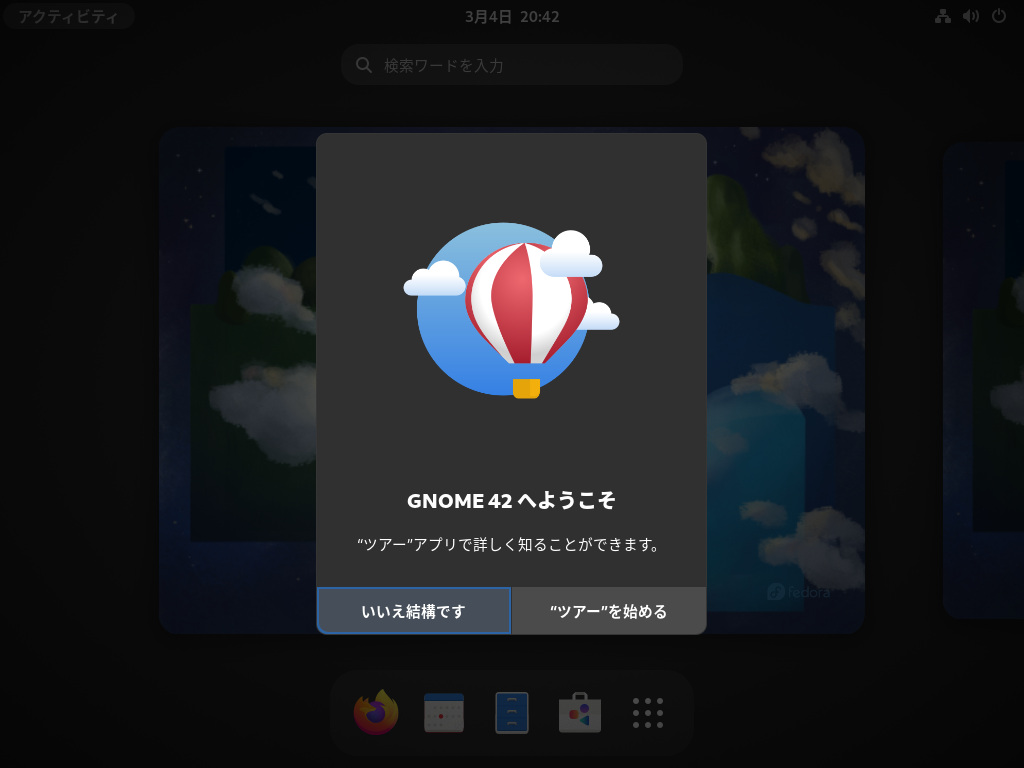 アクティビティ
3月4日 20:42
検索ワードを入力
GNOME 42 へようこそ
“ツアー”アプリで詳しく知ることができます。
いいえ結構です
“ツアー”を始める
fedora